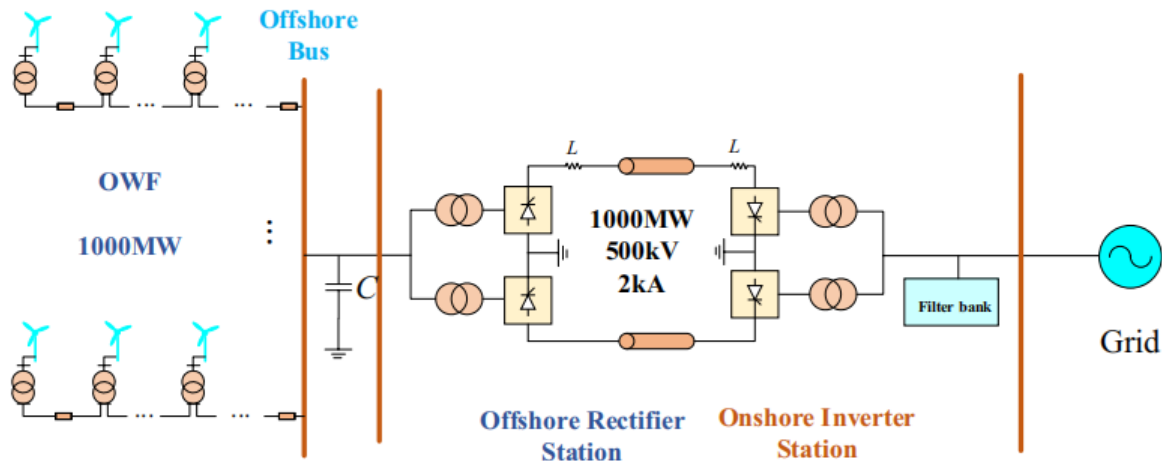 Offshore
Bus
OWF
1000MW
...
...
...
...
⋮
C
L
L
1000MW
500kV
2kA
Filter bank
Grid
Offshore Rectifier
Station
Onshore Inverter
Station